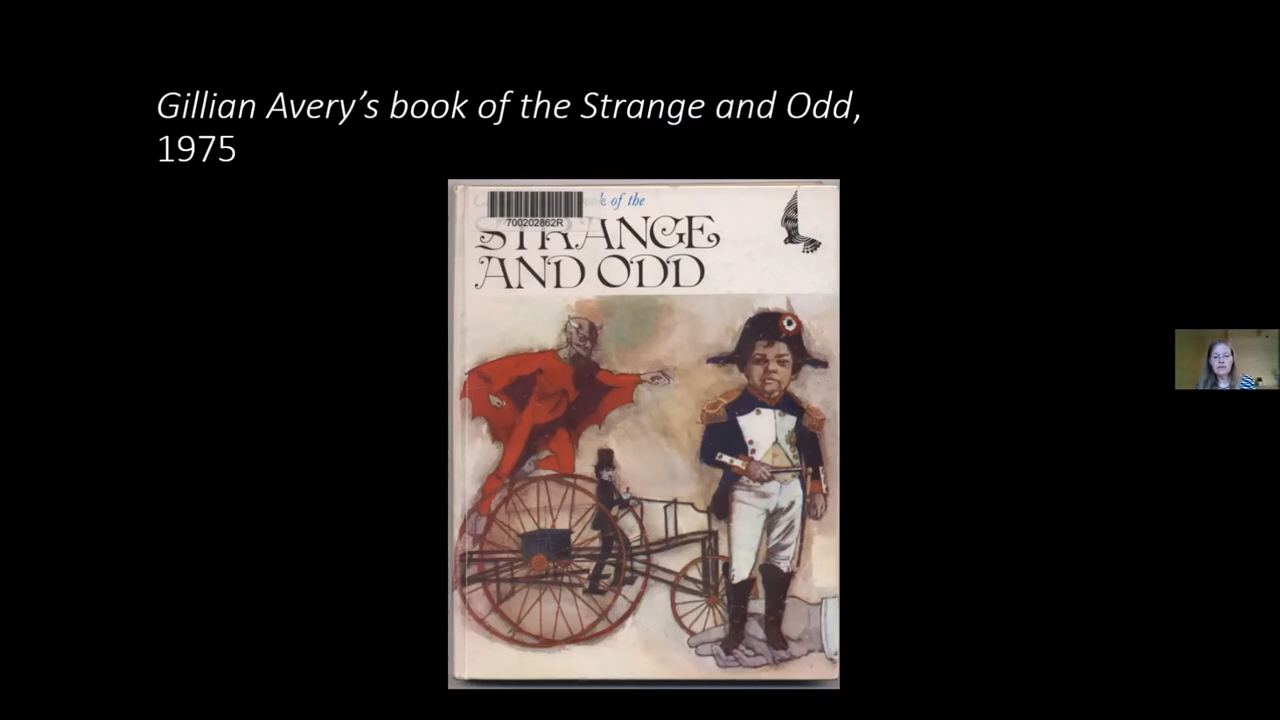 Gillian Avery’s book of the Strange and Odd,
1975
of the
700202862R
STRANGE
AND ODD